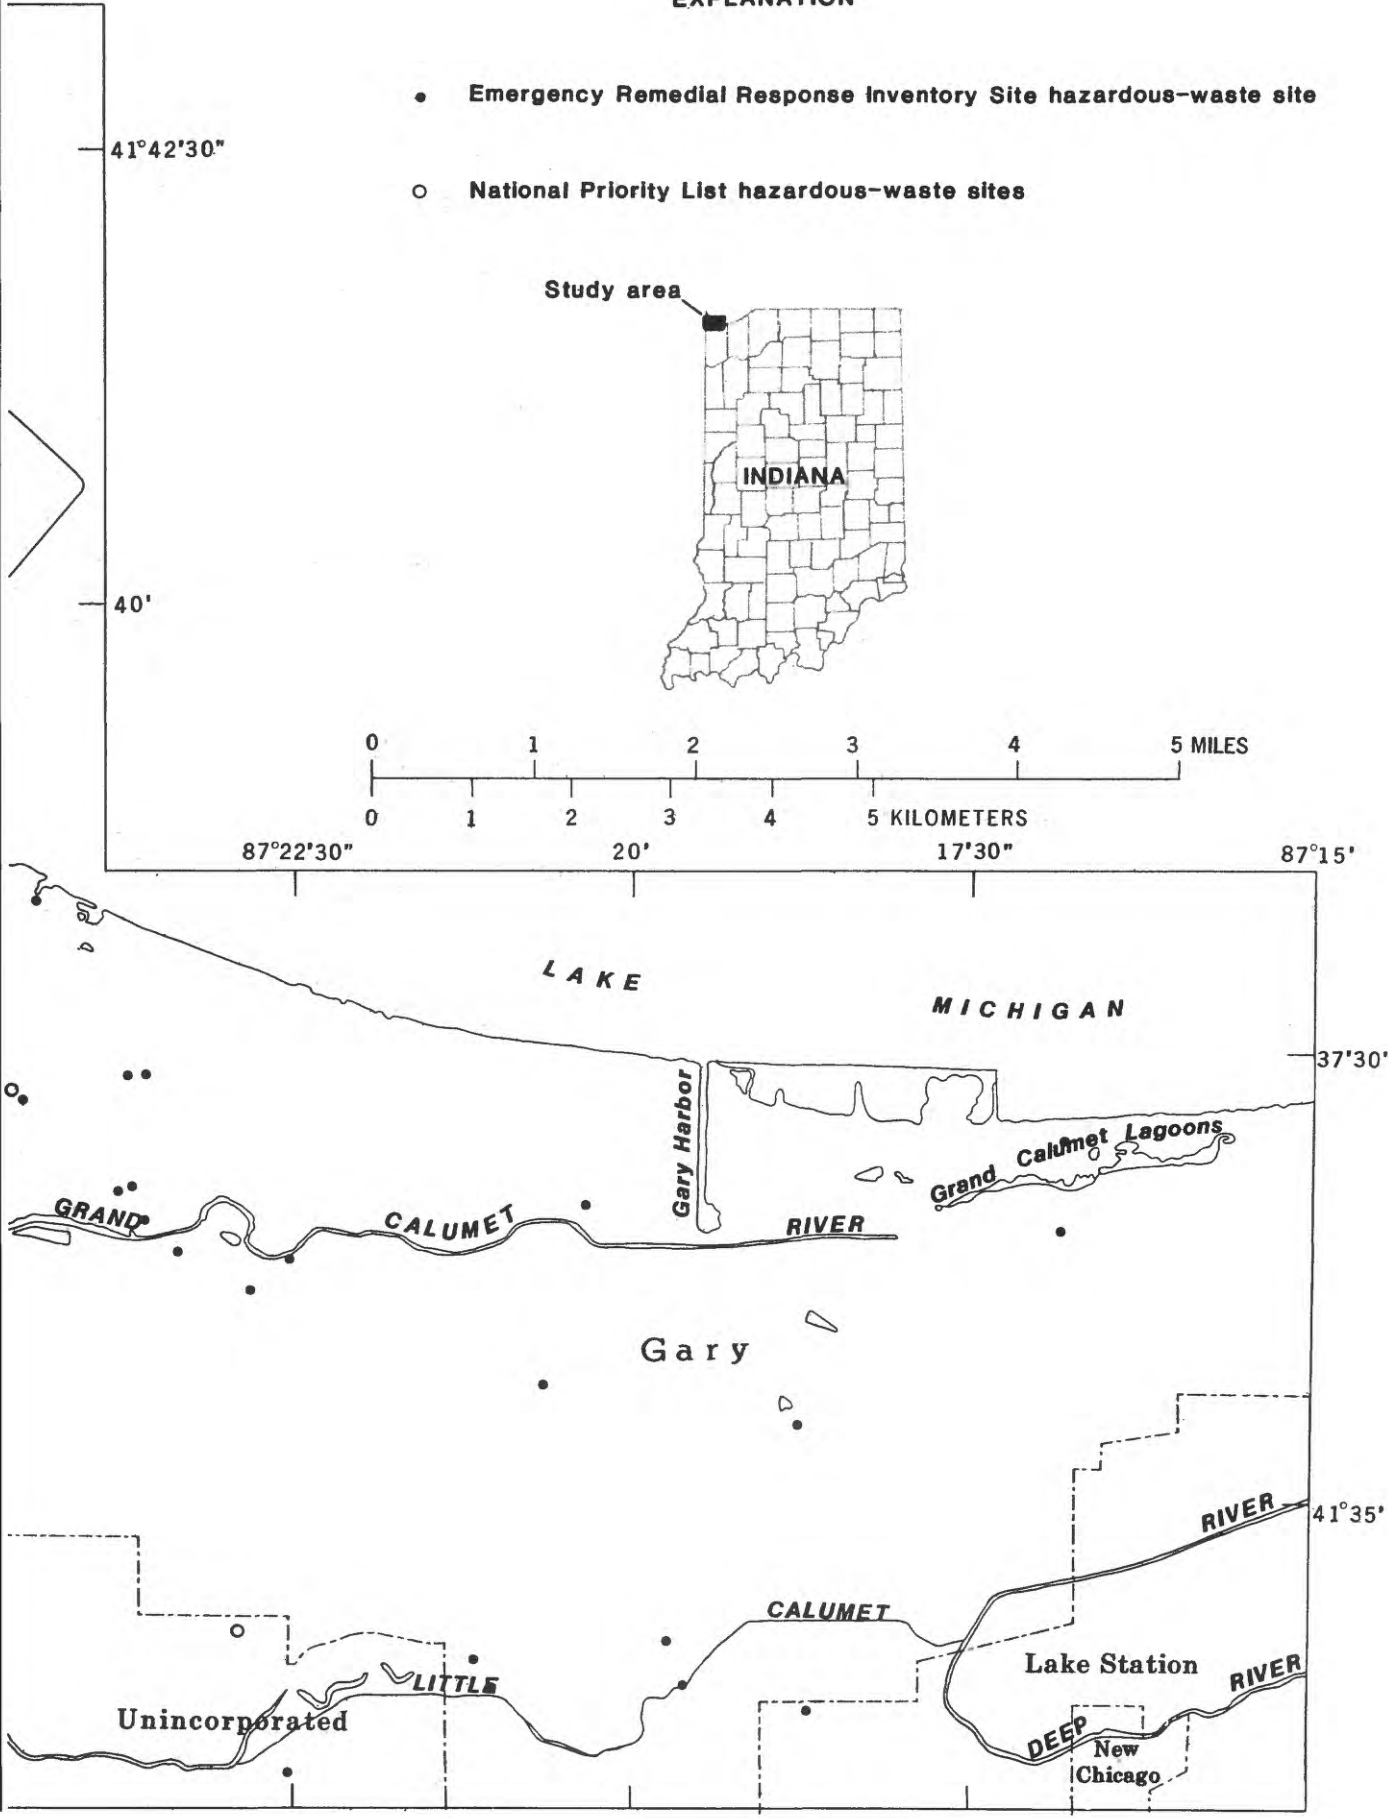 EXPLANATION
Emergency Remedial Response Inventory Site hazardous-waste site
41°42'30"
National Priority List hazardous-waste sites
Study area
INDIANA
40'
0 1 2 3 4 5 MILES
0 1 2 3 4 5 KILOMETERS
87°22'30" 20' 17'30" 87°15'
LAKE
MICHIGAN
37'30"
Gary Harbor
Grand Calumet Lagoons
GRAND
CALUMET
RIVER
Gary
RIVER
41°35'
CALUMET
Lake Station
RIVER
LITTLE
Unincorporated
DEEP
New
Chicago